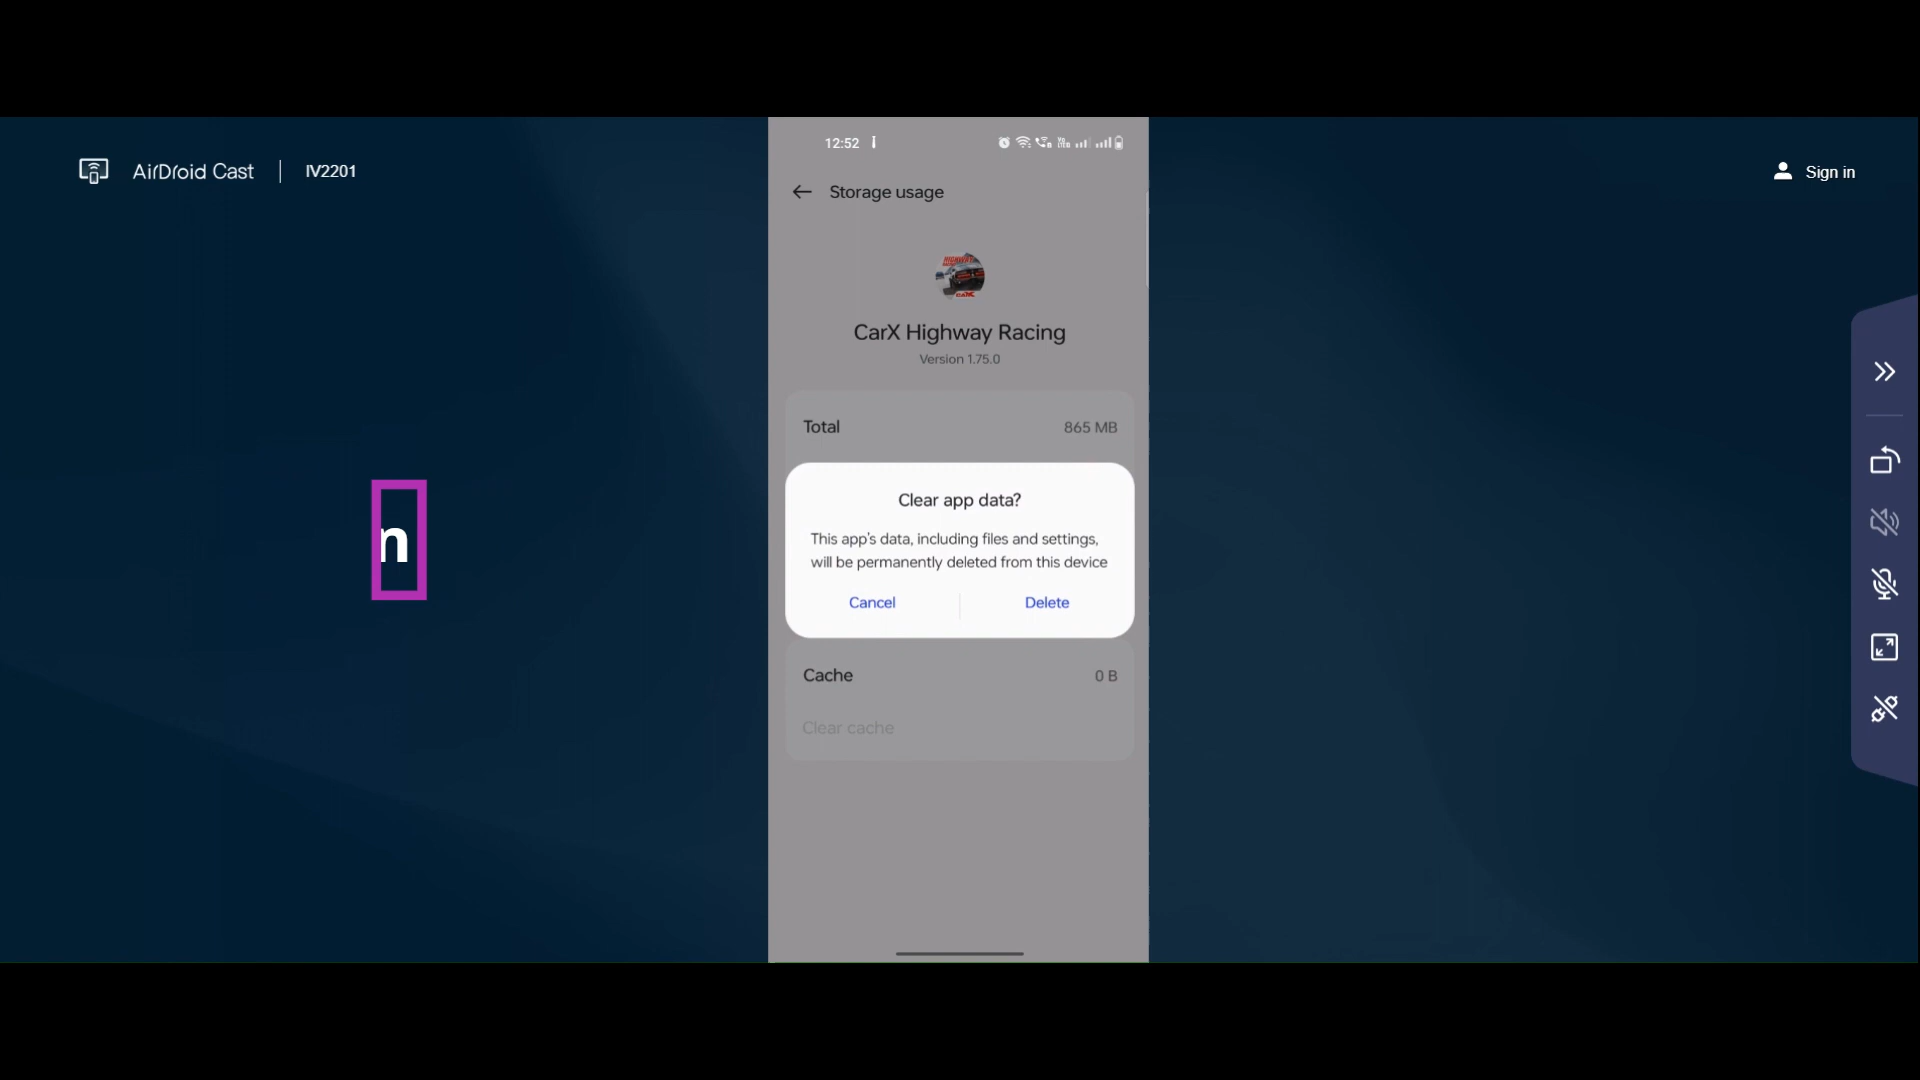 12:52
AirDroid Cast | IV2201
Sign in
Storage usage
HIGHWAY
CarX
CarX Highway Racing
Version 1.75.0
Total 865 MB
Clear app data?
This app's data, including files and settings,
will be permanently deleted from this device
Cancel Delete
n
Cache 0 B
Clear cache